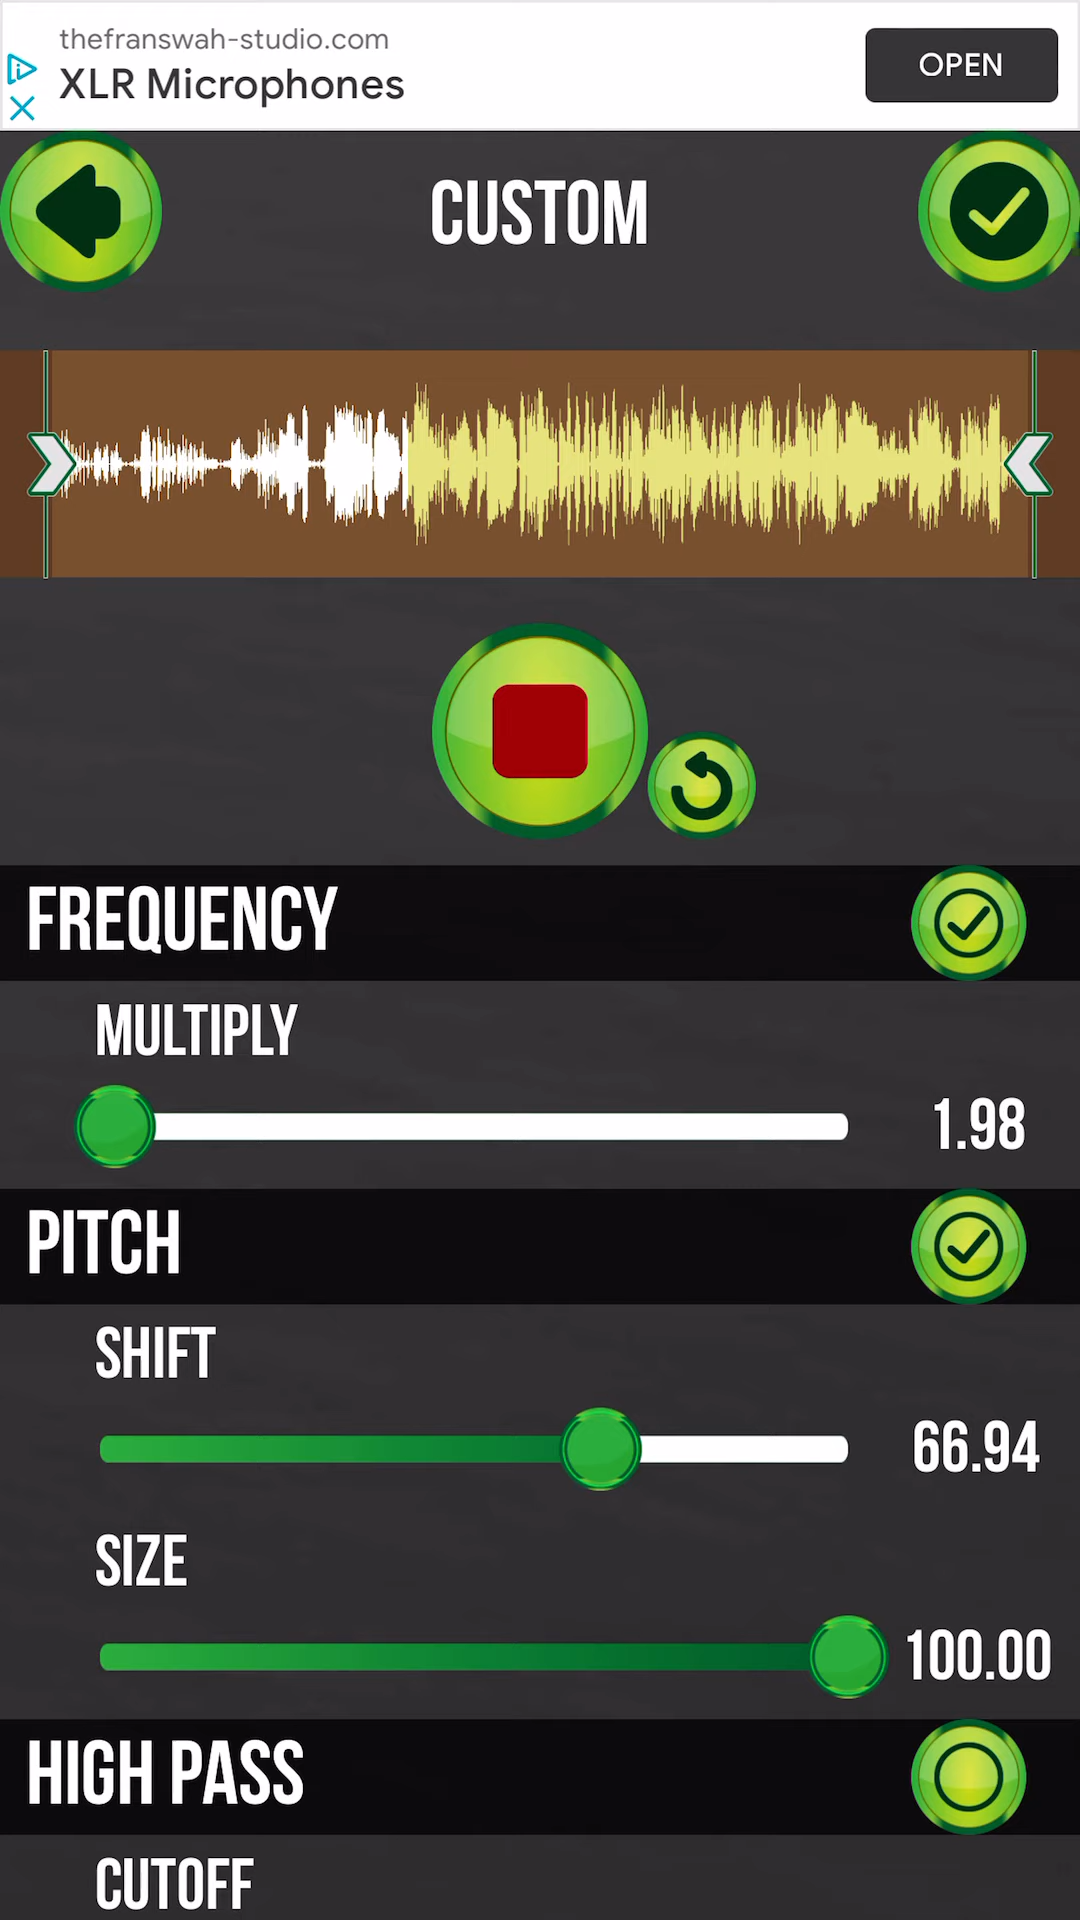 thefranswah-studio.com
XLR Microphones
OPEN
CUSTOM
FREQUENCY
MULTIPLY
1.98
PITCH
SHIFT
66.94
SIZE
100.00
HIGH PASS
CUTOFF